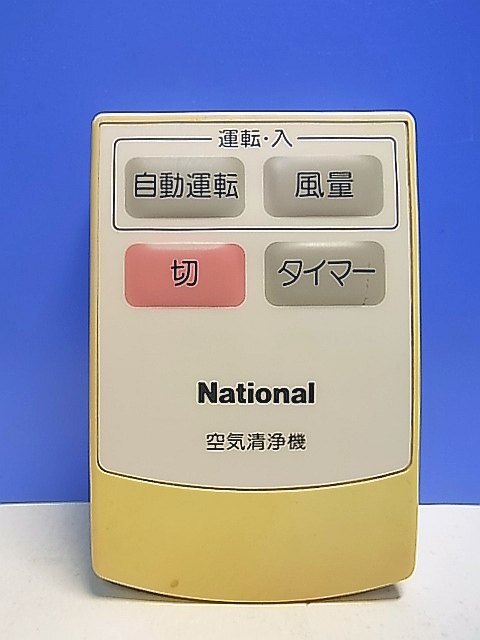 運転・入
自動運転 風量
切 タイマー
National
空気清浄機